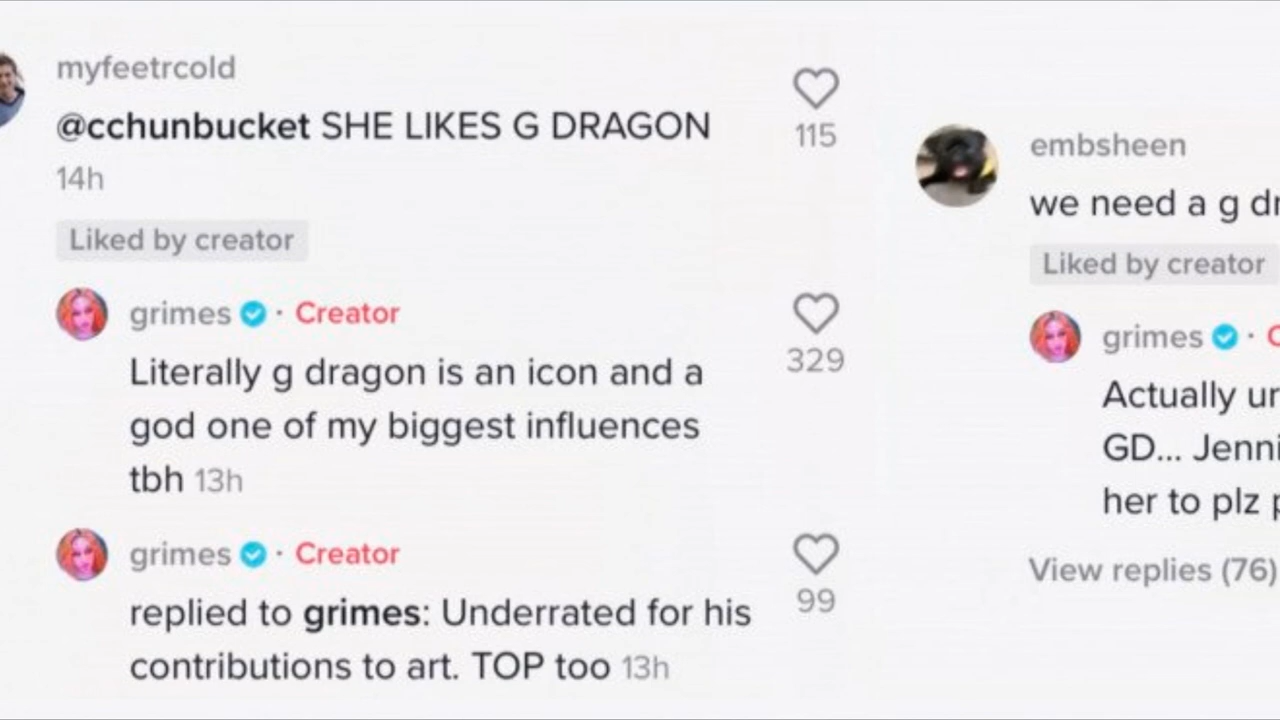 myfeetrcold
@cchunbucket SHE LIKES G DRAGON
115
14h
Liked by creator
grimes · Creator
Literally g dragon is an icon and a
god one of my biggest influences
tbh 13h
329
grimes · Creator
replied to grimes: Underrated for his
contributions to art. TOP too 13h
99
embsheen
we need a g
Liked by creator
grimes ·
Actually
GD...
her to plz
View replies (76)